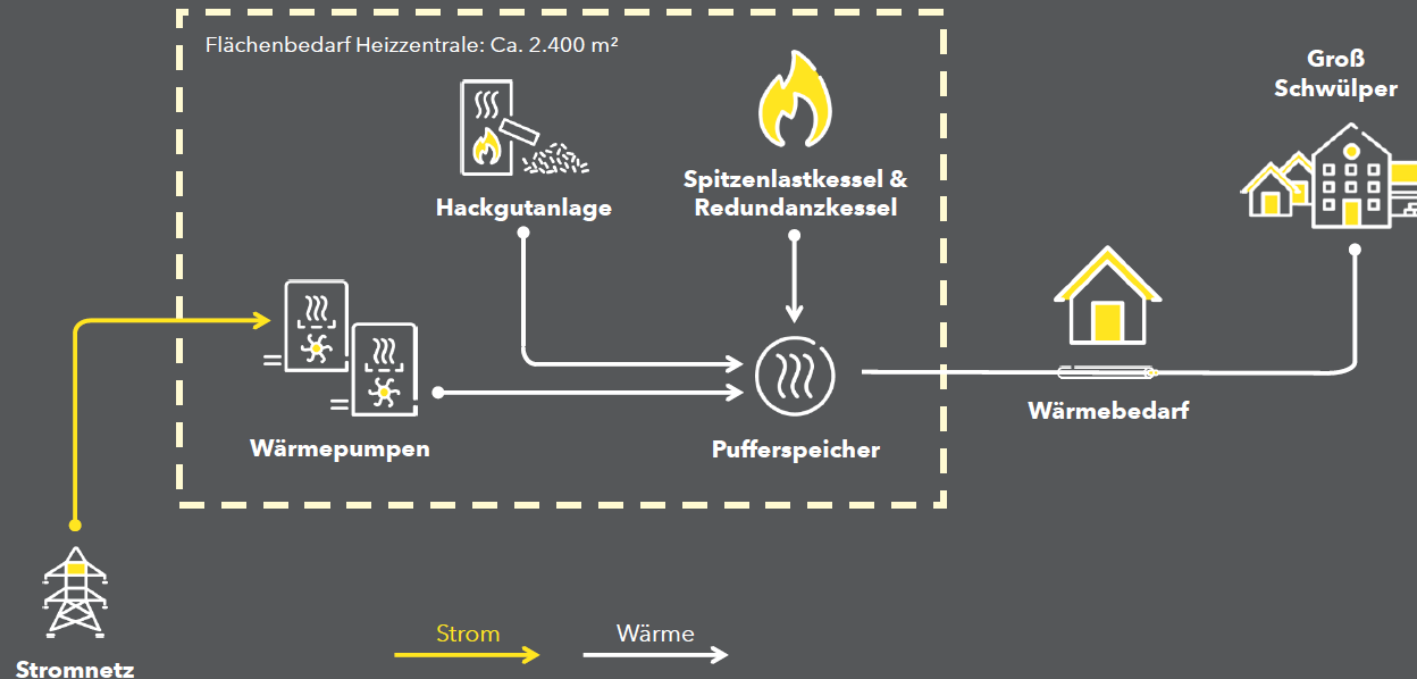 Flächenbedarf Heizzentrale: Ca. 2.400 m²
Groß
Schwülper
Spitzenlastkessel &
Redundanzkessel
Hackgutanlage
Wärmebedarf
Wärmepumpen
Pufferspeicher
Strom
Wärme
Stromnetz